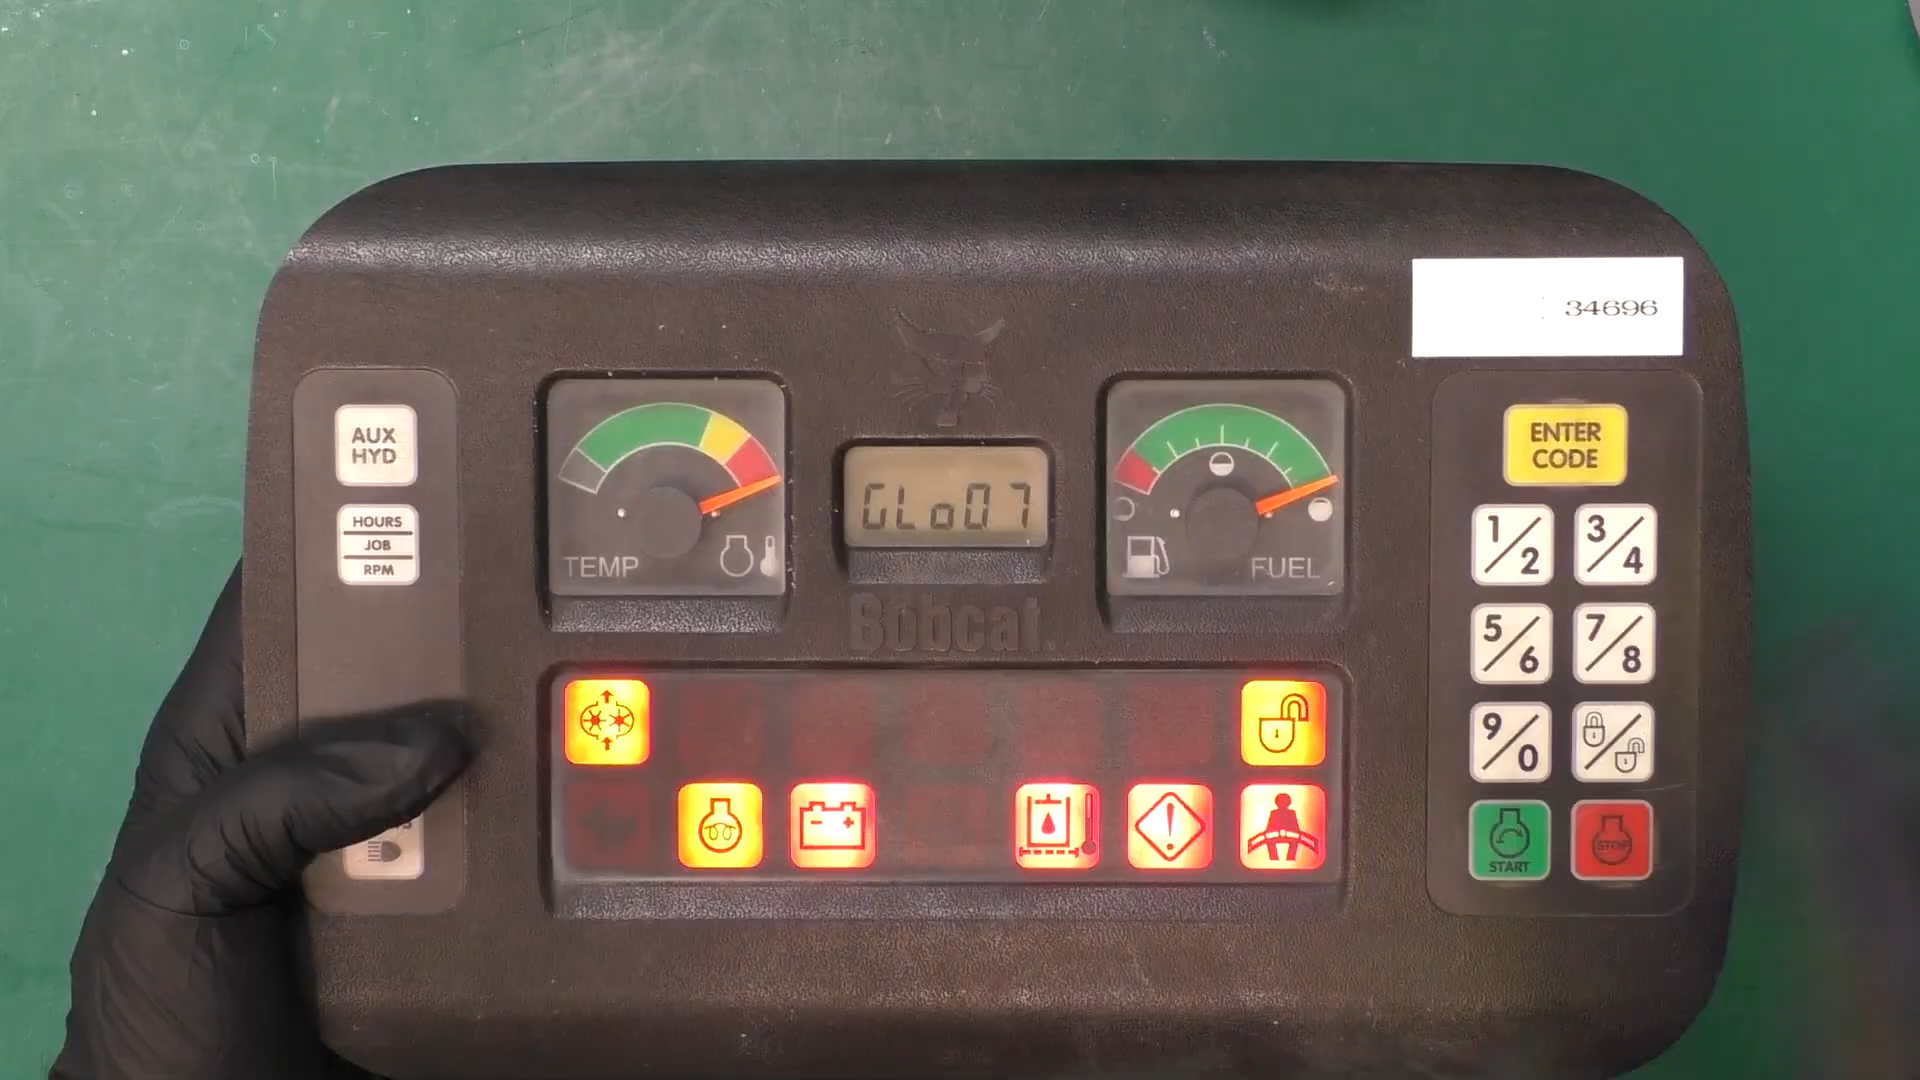 34696
AUX
HYD
HOURS
JOB
RPM
TEMP
GLo07
FUEL
Bobcat.
ENTER
CODE
1/2
3/4
5/6
7/8
9/0
START
STOP